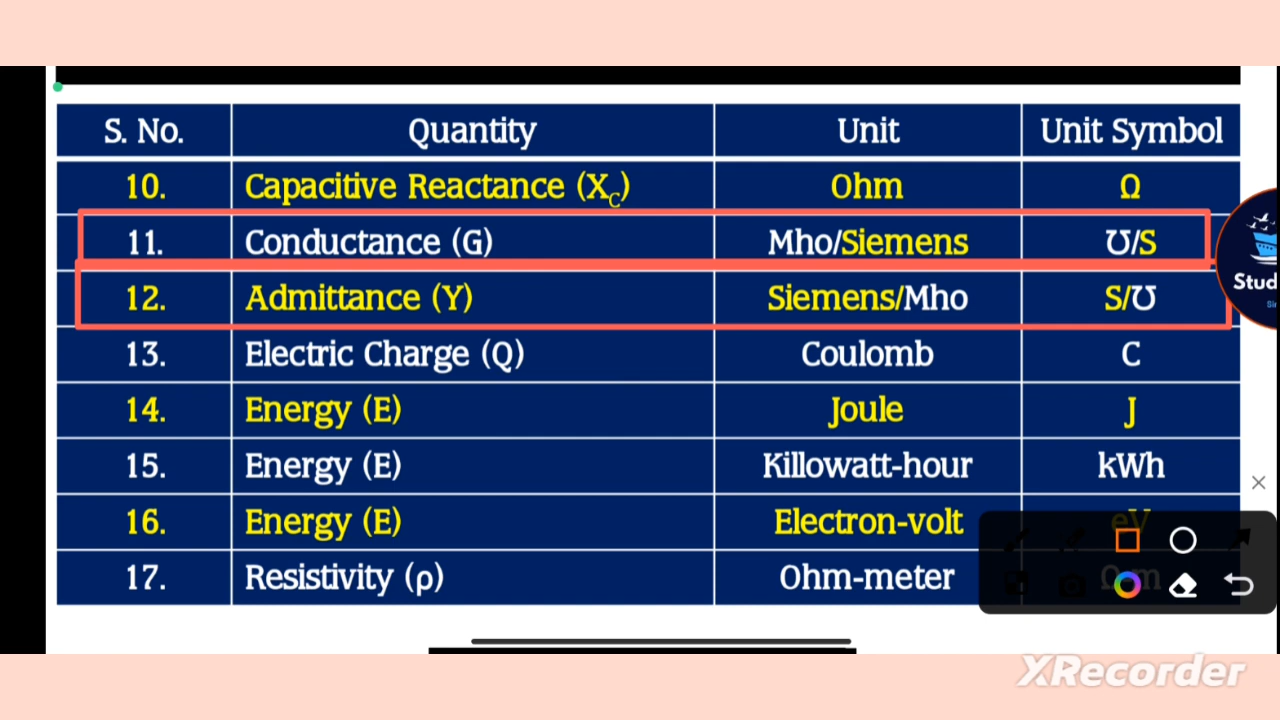 S. No. Quantity Unit Unit Symbol
10. Capacitive Reactance (XC) Ohm Ω
11. Conductance (G) Mho/Siemens ℧/S
12. Admittance (Y) Siemens/Mho S/℧
13. Electric Charge (Q) Coulomb C
14. Energy (E) Joule J
15. Energy (E) Killowatt-hour kWh
16. Energy (E) Electron-volt eV
17. Resistivity (ρ) Ohm-meter Ω-m
Stud
XRecorder